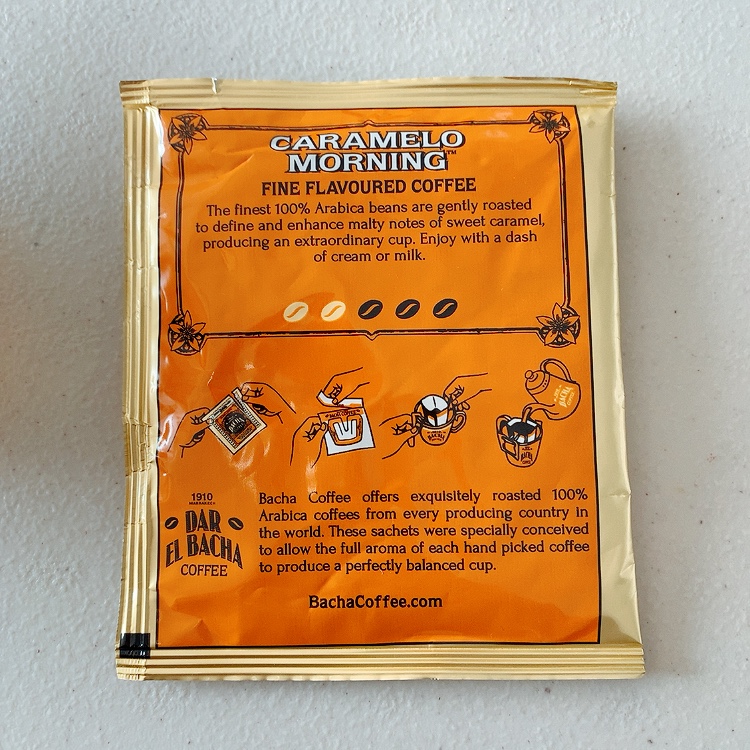 CARAMELO
MORNING™
FINE FLAVOURED COFFEE
The finest 100% Arabica beans are gently roasted
to define and enhance malty notes of sweet caramel,
producing an extraordinary cup. Enjoy with a dash
of cream or milk.
1910
MARRAKECH
DAR
EL BACHA
COFFEE
Bacha Coffee offers exquisitely roasted 100%
Arabica coffees from every producing country in
the world. These sachets were specially conceived
to allow the full aroma of each hand picked coffee
to produce a perfectly balanced cup.
BachaCoffee.com